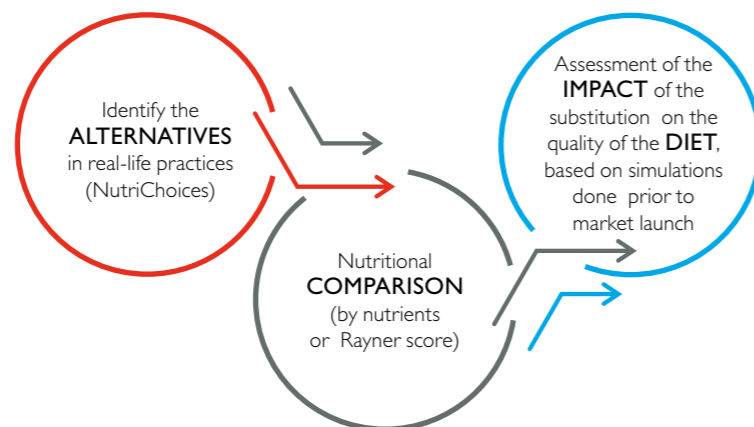 Identify the
ALTERNATIVES
in real-life practices
(NutriChoices)
Nutritional
COMPARISON
(by nutrients
or Rayner score)
Assessment of the
IMPACT of the
substitution on the
quality of the DIET,
based on simulations
done prior to
market launch